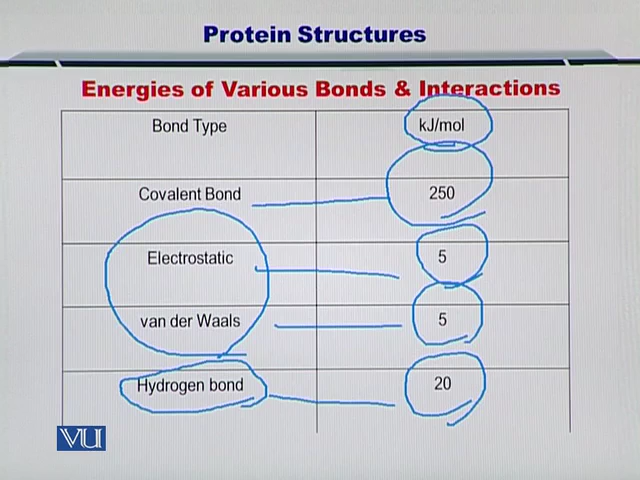 Protein Structures
Energies of Various Bonds & Interactions
Bond Type kJ/mol
Covalent Bond 250
Electrostatic 5
van der Waals 5
Hydrogen bond 20
VU